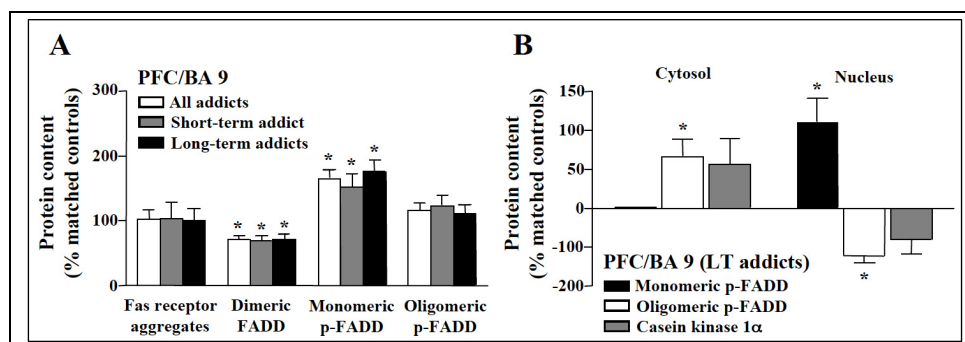 A
PFC/BA 9
All addicts
Short-term addict
Long-term addicts
Protein content
(% matched controls)
300
200
100
0
* * *
* * *
Fas receptor
aggregates
Dimeric
FADD
Monomeric
p-FADD
Oligomeric
p-FADD
B
Cytosol
Nucleus
Protein content
(% matched controls)
150
100
50
0
-100
-200
*
*
*
PFC/BA 9 (LT addicts)
Monomeric p-FADD
Oligomeric p-FADD
Casein kinase 1α